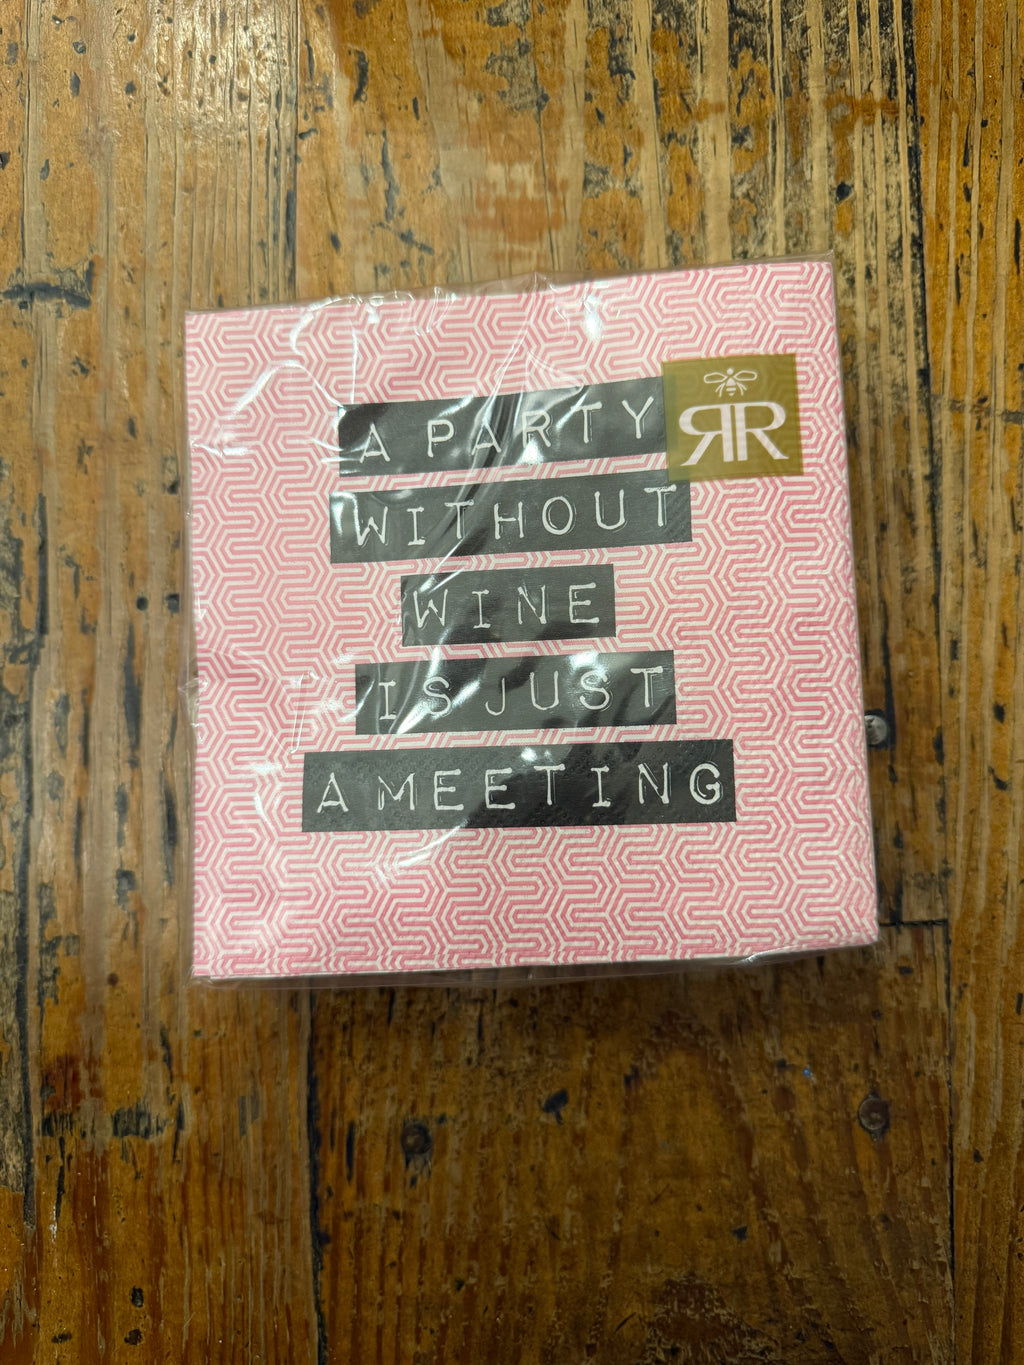 A PARTY
WITHOUT
WINE
IS JUST
A MEETING
RR